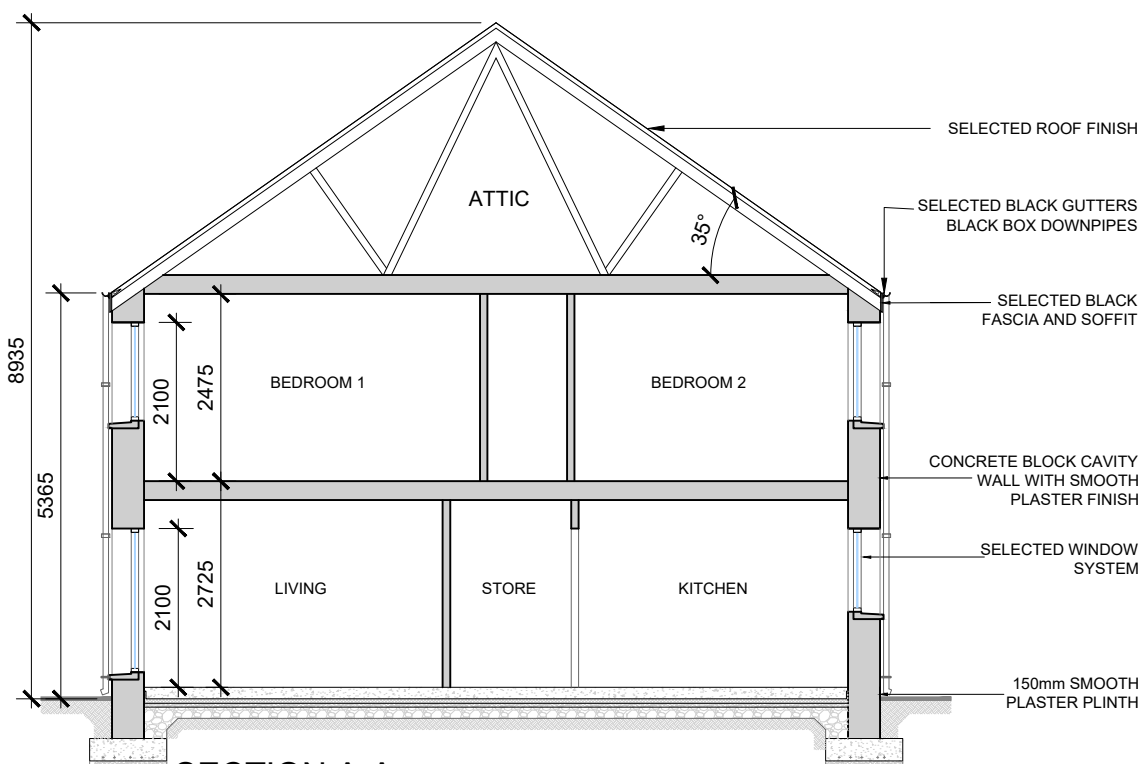 SELECTED ROOF FINISH
ATTIC
SELECTED BLACK GUTTERS
BLACK BOX DOWNPIPES
35°
SELECTED BLACK
FASCIA AND SOFFIT
8935
5365
2100
2475
BEDROOM 1
BEDROOM 2
CONCRETE BLOCK CAVITY
WALL WITH SMOOTH
PLASTER FINISH
SELECTED WINDOW
SYSTEM
2100
2725
LIVING
STORE
KITCHEN
150mm SMOOTH
PLASTER PLINTH
SECTION A-A